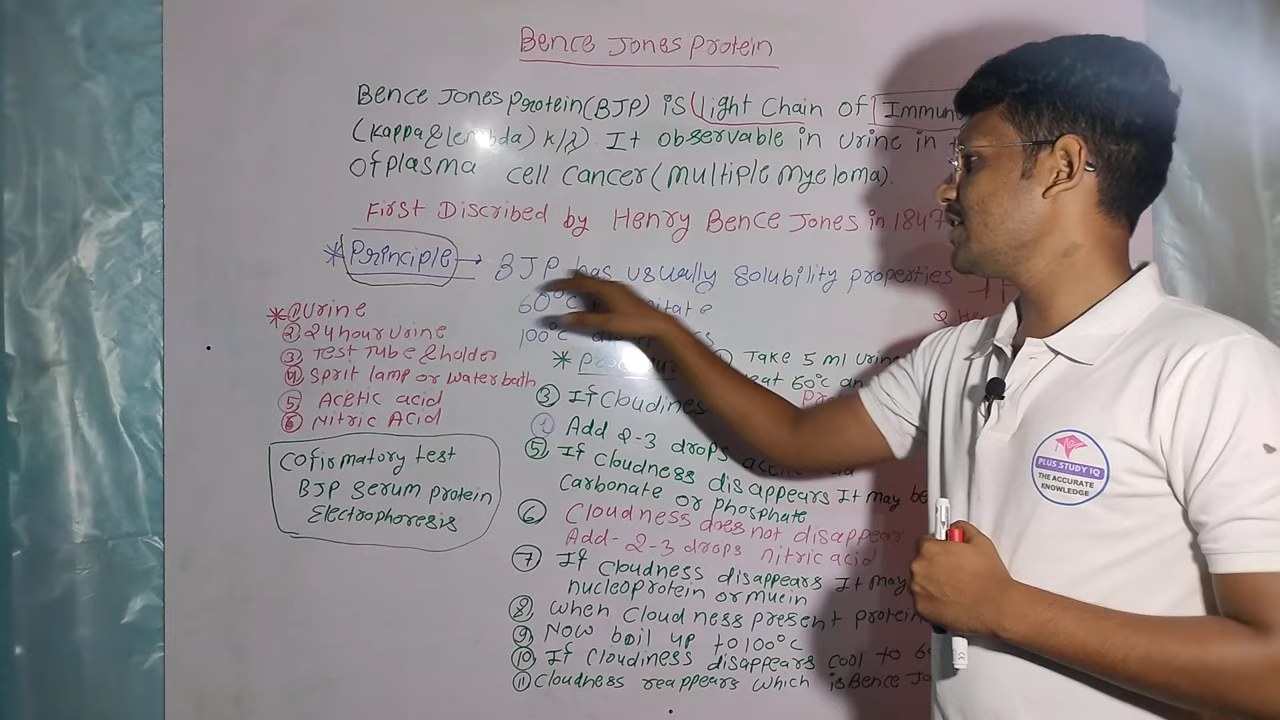 Bence Jones Protein
Bence Jones Protein(BJP) is light Chain of
(Kappa & lembda) K/λ) It observable in Urine in
Of plasma cell cancer (multiple myeloma).
First Discribed by Henry Bence Jones in 1847
* Principle → BJP has usually Solubility properties
60°C
100°C
* ① Urine
② 24 hour Urine
③ Test Tube & holder
④ Sprit lamp or Water bath
⑤ Acetic acid
⑥ Nitric Acid
Cofirmatory test
BJP Serum protein
Electrophoresis
Take 5 ml Urine
60°C
③ If
Add 2-3 drops
⑤ If Cloudness disappears It may be
Carbonate or Phosphate
⑥ Cloudness does not disappear
Add - 2-3 drops nitric acid
⑦ If Cloudness disappears It may
nucleoprotein or mucin
⑧ When Cloudness present protein
⑨ Now boil up to 100°C
⑩ If Cloudiness disappears cool to
⑪ Cloudness reappears which is Bence
PLUS STUDY IQ
THE ACCURATE
KNOWLEDGE